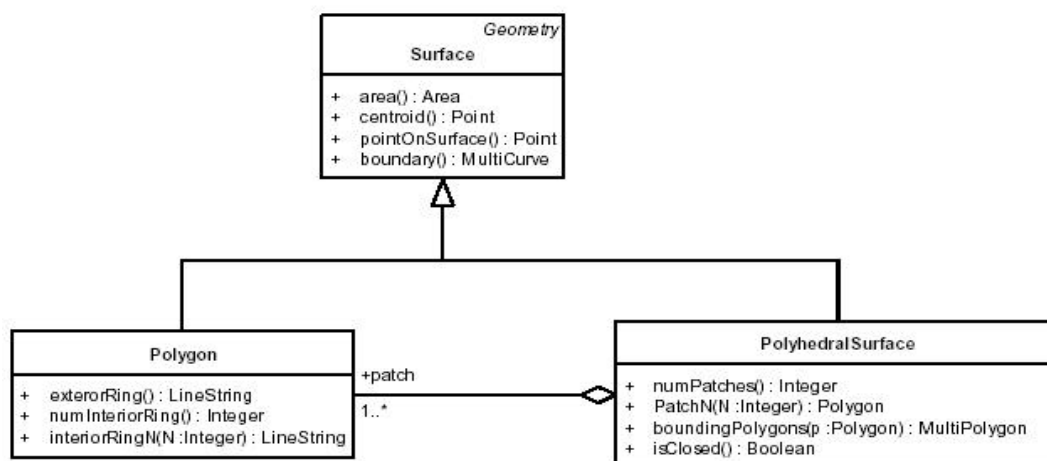 Geometry
Surface
+ area() : Area
+ centroid() : Point
+ pointOnSurface() : Point
+ boundary() : MultiCurve
Polygon
+ exterorRing() : LineString
+ numInteriorRing() : Integer
+ interiorRingN(N :Integer) : LineString
+patch
1..*
PolyhedralSurface
+ numPatches() : Integer
+ PatchN(N :Integer) : Polygon
+ boundingPolygons(p :Polygon) : MultiPolygon
+ isClosed() : Boolean